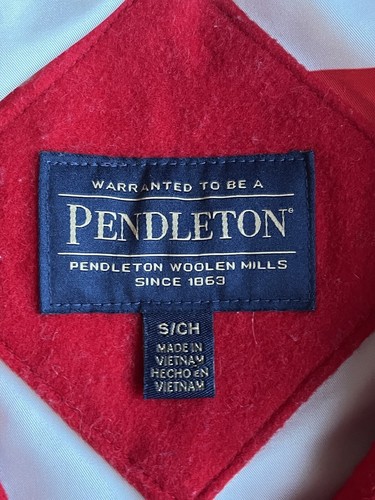 WARRANTED TO BE A
PENDLETON®
PENDLETON WOOLEN MILLS
SINCE 1863
S/CH
MADE IN
VIETNAM
HECHO EN
VIETNAM